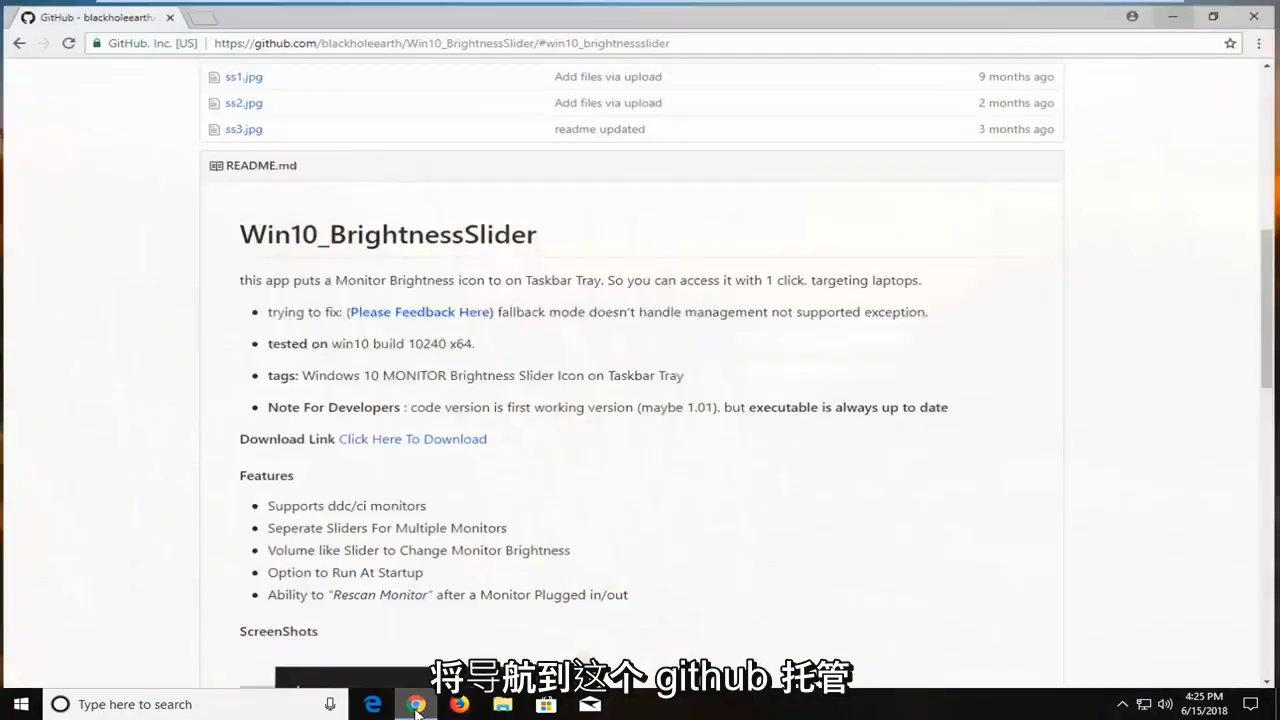 GitHub - blackholeearth
GitHub, Inc. [US]
https://github.com/blackholeearth/Win10_BrightnessSlider/#win10_brightnessslider
ss1.jpg Add files via upload 9 months ago
ss2.jpg Add files via upload 2 months ago
ss3.jpg readme updated 3 months ago
README.md
Win10_BrightnessSlider
this app puts a Monitor Brightness icon to on Taskbar Tray. So you can access it with 1 click. targeting laptops.
trying to fix: (Please Feedback Here) fallback mode doesn't handle management not supported exception.
tested on win10 build 10240 x64.
tags: Windows 10 MONITOR Brightness Slider Icon on Taskbar Tray
Note For Developers : code version is first working version (maybe 1.01). but executable is always up to date
Download Link Click Here To Download
Features
Supports ddc/ci monitors
Seperate Sliders For Multiple Monitors
Volume like Slider to Change Monitor Brightness
Option to Run At Startup
Ability to "Rescan Monitor" after a Monitor Plugged in/out
ScreenShots
将导航到这个 github 托管
Type here to search
4:25 PM
6/15/2018